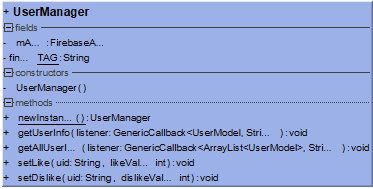 + UserManager
fields
- mA... :FirebaseA...
- fin... TAG:String
constructors
- UserManager()
methods
+ newInstan... ():UserManager
+ getUserInfo( listener: GenericCallback<UserModel, Stri... ):void
+ getAllUserI... (listener: GenericCallback<ArrayList<UserModel>, Stri... ):void
+ setLike( uid: String, likeVal... int):void
+ setDislike( uid: String, dislikeVal... int):void